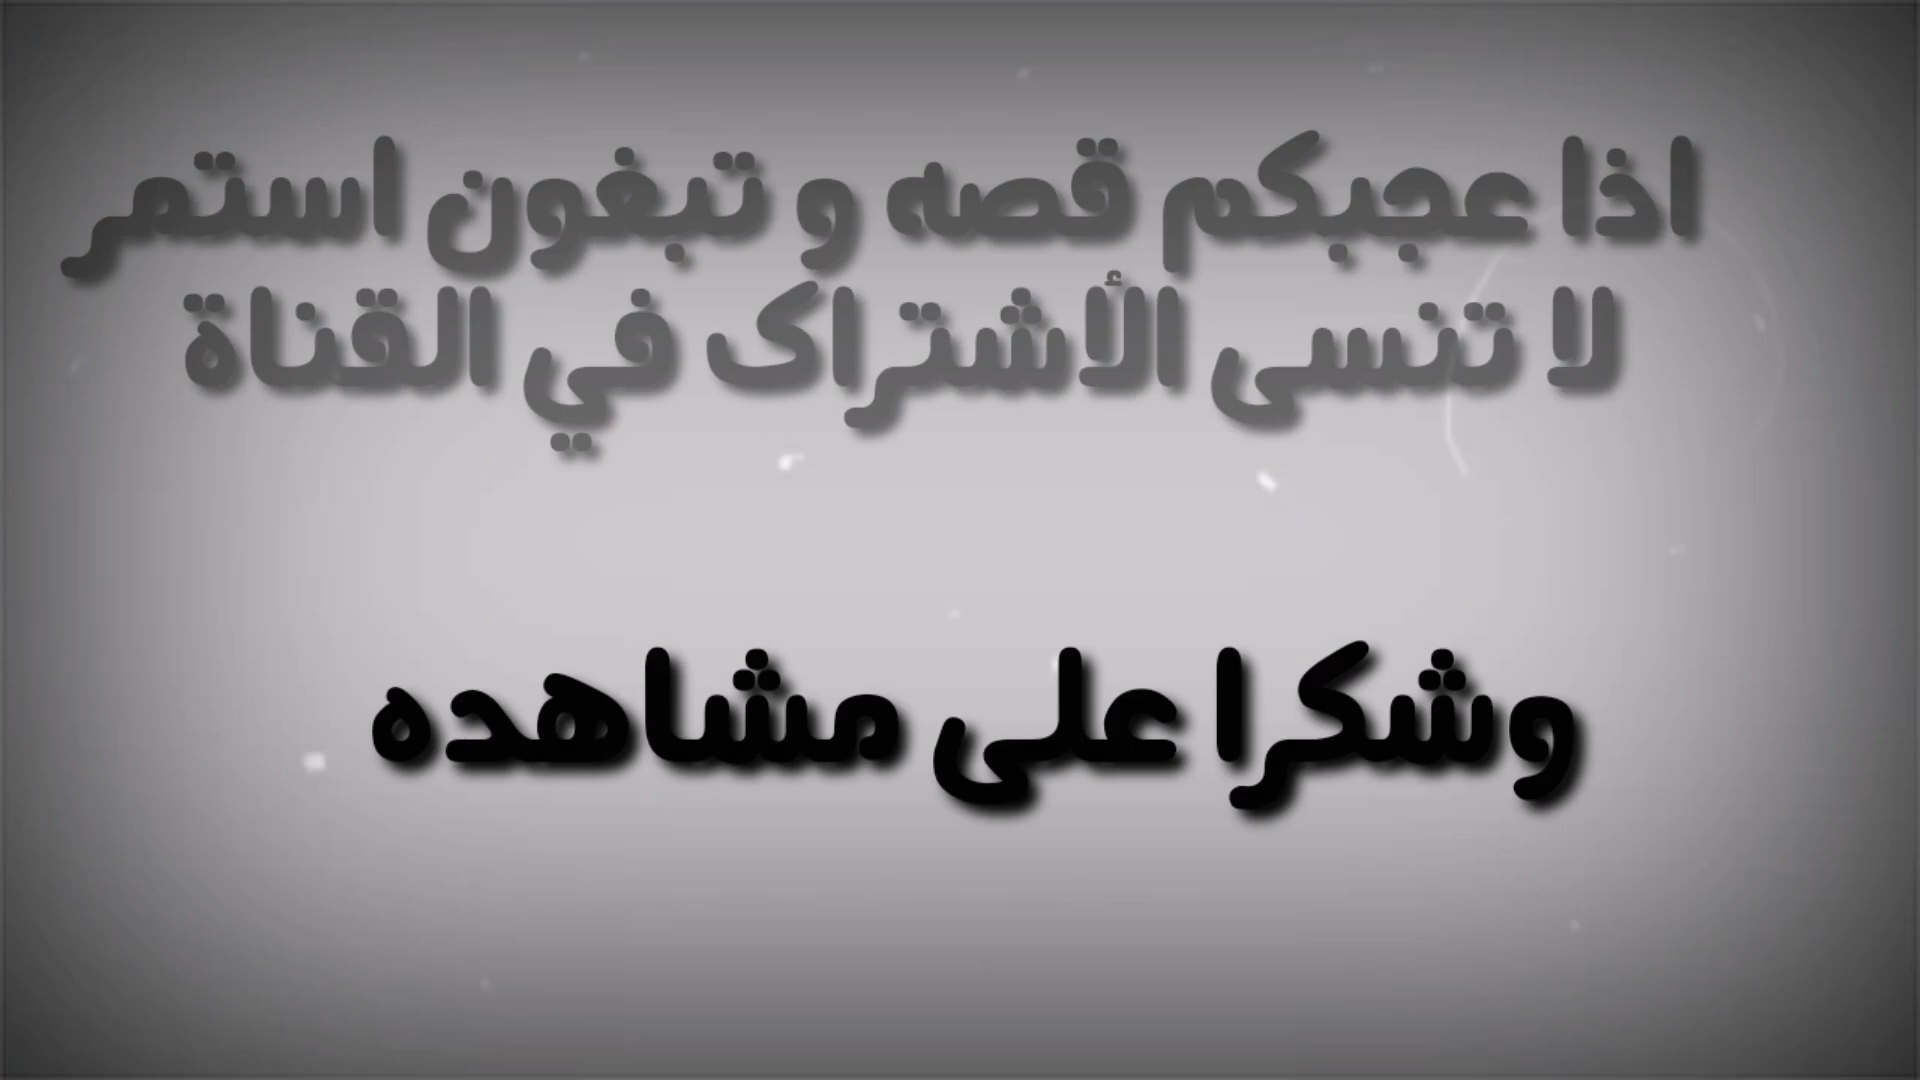 اذا عجبكم قصه و تبغون استمر
لا تنسى الأشتراك في القناة
وشكرا على مشاهده